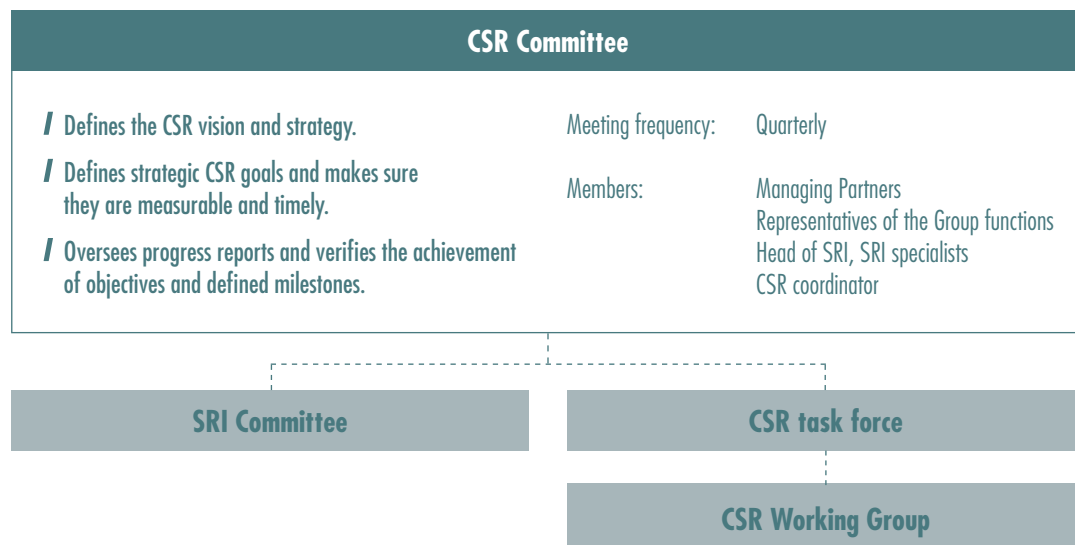 CSR Committee
Defines the CSR vision and strategy.
Defines strategic CSR goals and makes sure
they are measurable and timely.
Oversees progress reports and verifies the achievement
of objectives and defined milestones.
Meeting frequency: Quarterly
Members: Managing Partners
Representatives of the Group functions
Head of SRI, SRI specialists
CSR coordinator
SRI Committee
CSR task force
CSR Working Group